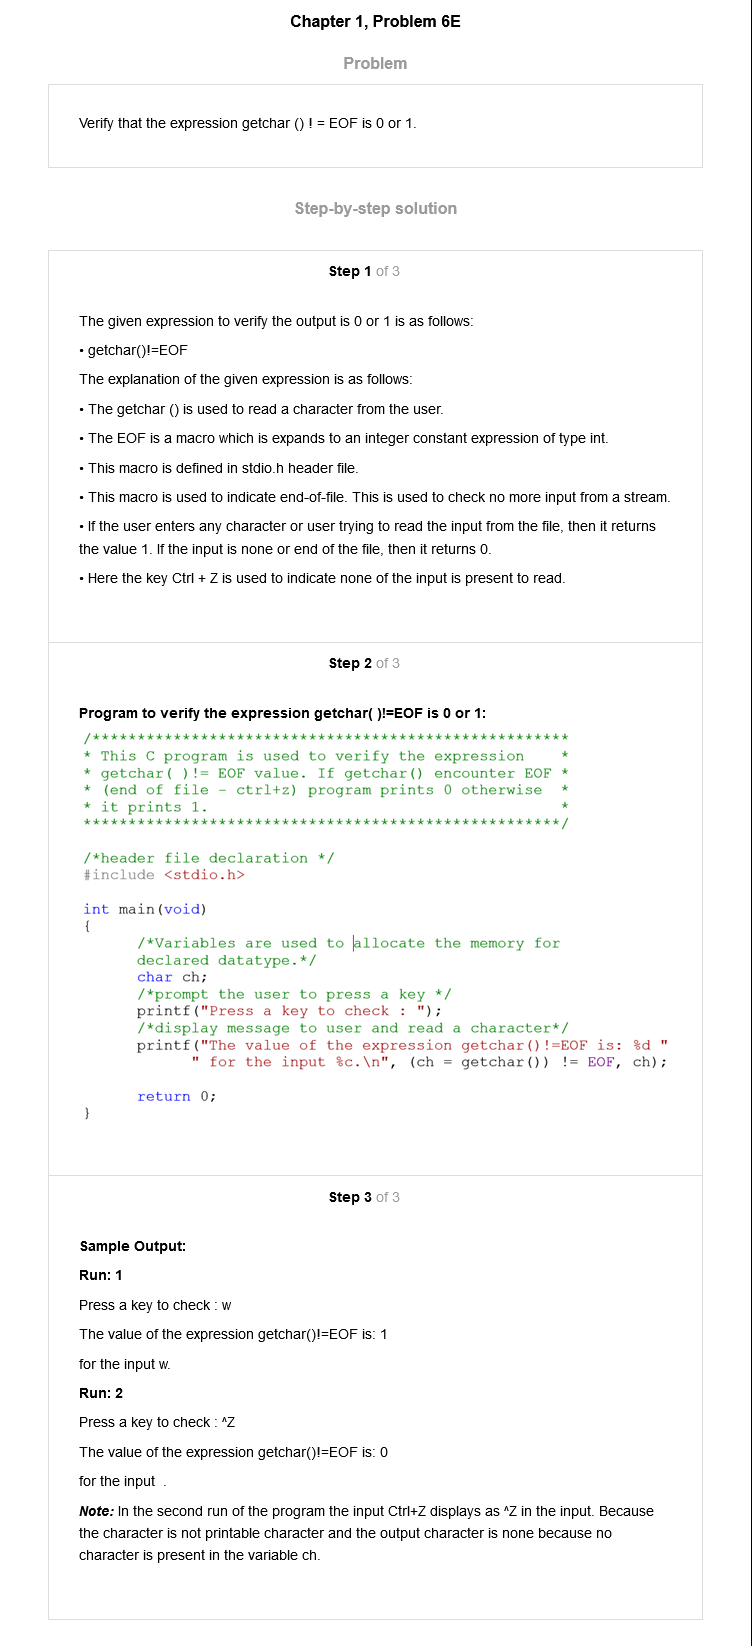 Chapter 1, Problem 6E
Problem
Verify that the expression getchar () ! = EOF is 0 or 1.
Step-by-step solution
Step 1 of 3
The given expression to verify the output is 0 or 1 is as follows:
• getchar()!=EOF
The explanation of the given expression is as follows:
• The getchar () is used to read a character from the user.
• The EOF is a macro which is expands to an integer constant expression of type int.
• This macro is defined in stdio.h header file.
• This macro is used to indicate end-of-file. This is used to check no more input from a stream.
• If the user enters any character or user trying to read the input from the file, then it returns
the value 1. If the input is none or end of the file, then it returns 0.
• Here the key Ctrl + Z is used to indicate none of the input is present to read.
Step 2 of 3
Program to verify the expression getchar( )!=EOF is 0 or 1:
/*****************************************************
* This C program is used to verify the expression    *
* getchar( )!= EOF value. If getchar() encounter EOF *
* (end of file - ctrl+z) program prints 0 otherwise  *
* it prints 1.                                       *
*****************************************************/
/*header file declaration */
#include <stdio.h>
int main(void)
{
/*Variables are used to allocate the memory for
declared datatype.*/
char ch;
/*prompt the user to press a key */
printf("Press a key to check : ");
/*display message to user and read a character*/
printf("The value of the expression getchar()!=EOF is: %d "
" for the input %c.\n", (ch = getchar()) != EOF, ch);
return 0;
}
Step 3 of 3
Sample Output:
Run: 1
Press a key to check : w
The value of the expression getchar()!=EOF is: 1
for the input w.
Run: 2
Press a key to check : ^Z
The value of the expression getchar()!=EOF is: 0
for the input .
Note: In the second run of the program the input Ctrl+Z displays as ^Z in the input. Because
the character is not printable character and the output character is none because no
character is present in the variable ch.